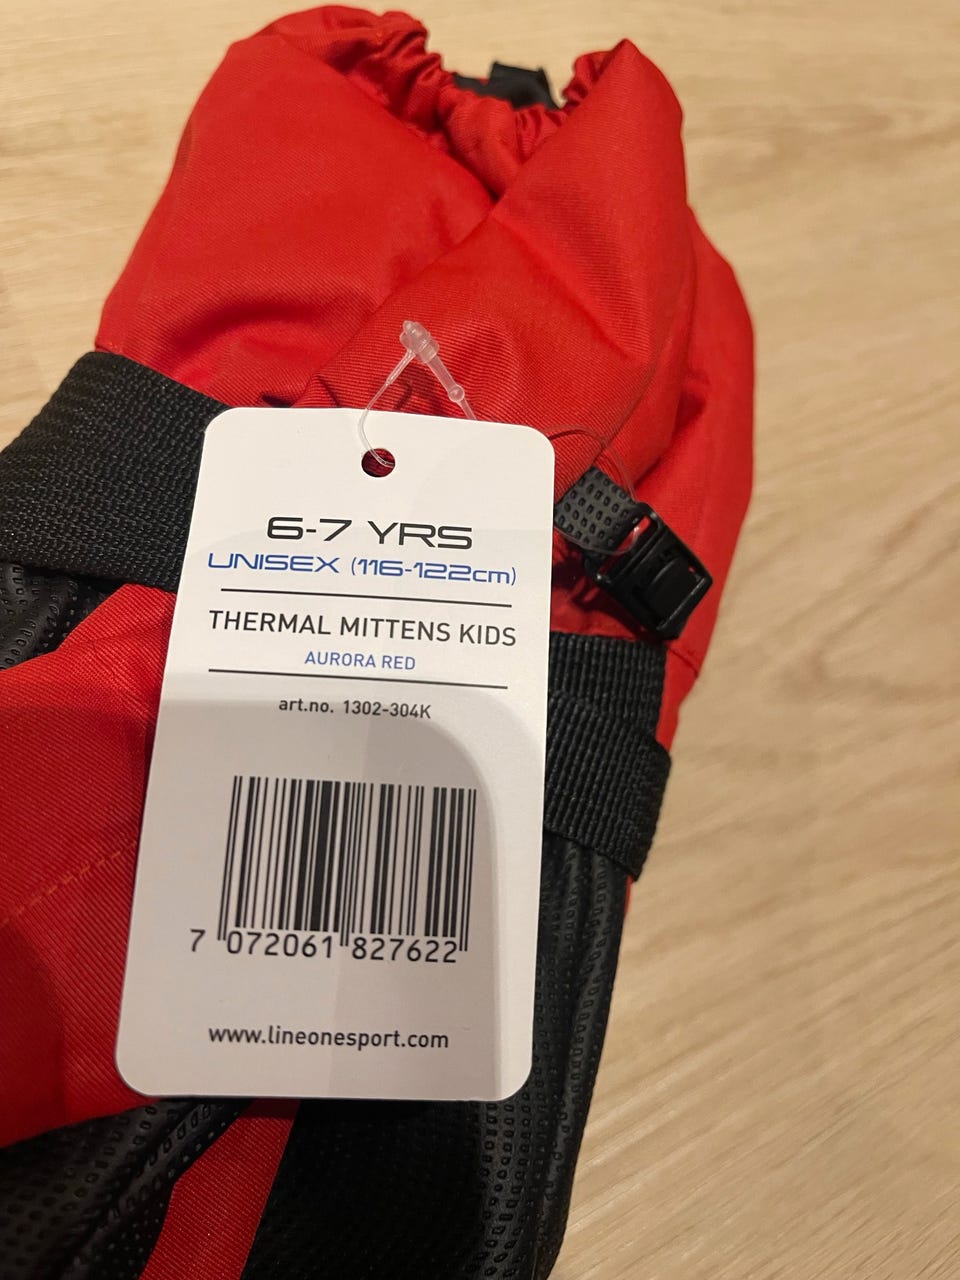 6-7 YRS
UNISEX (116-122cm)
THERMAL MITTENS KIDS
AURORA RED
art.no. 1302-304K
7 072061 827622
www.lineonesport.com